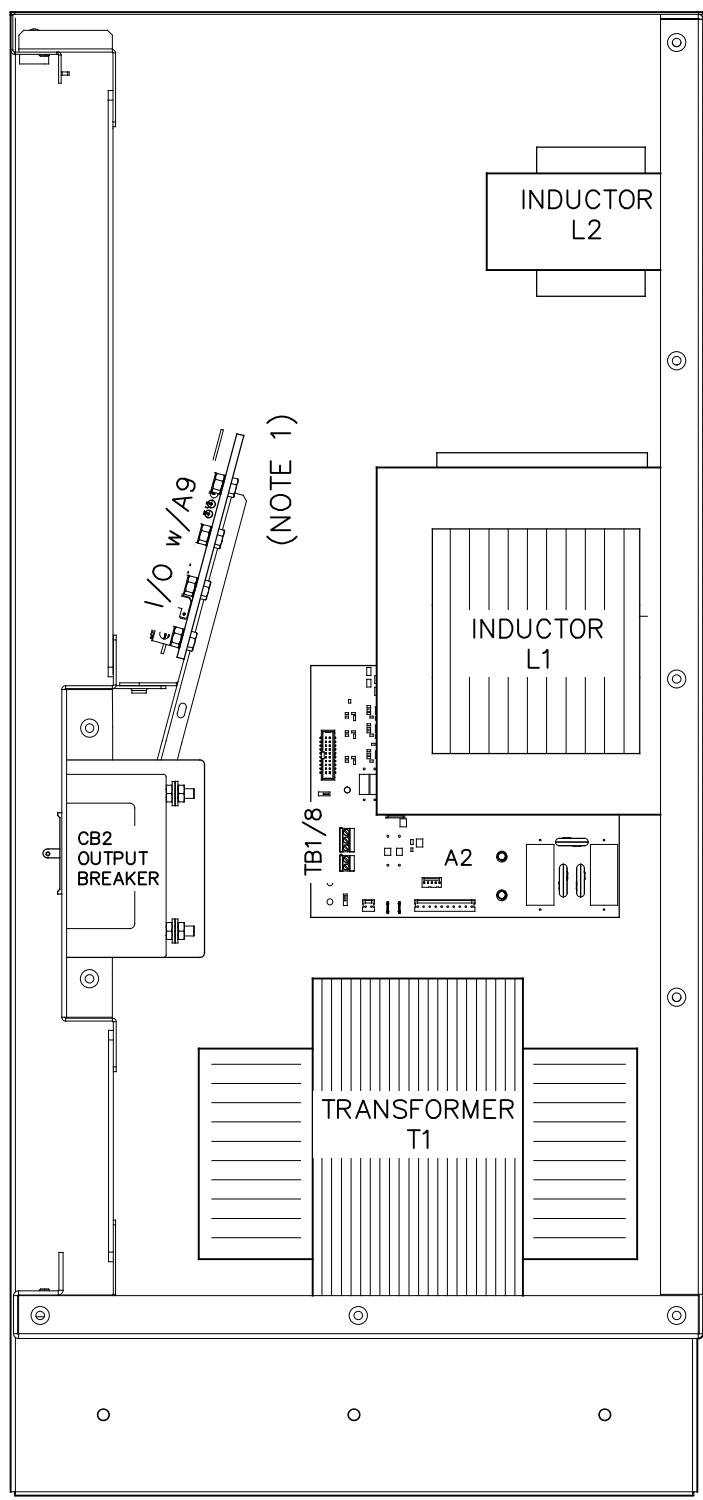 INDUCTOR
L2
(NOTE 1)
I/O w/A9
INDUCTOR
L1
TB1/8
A2
CB2
OUTPUT
BREAKER
TRANSFORMER
T1